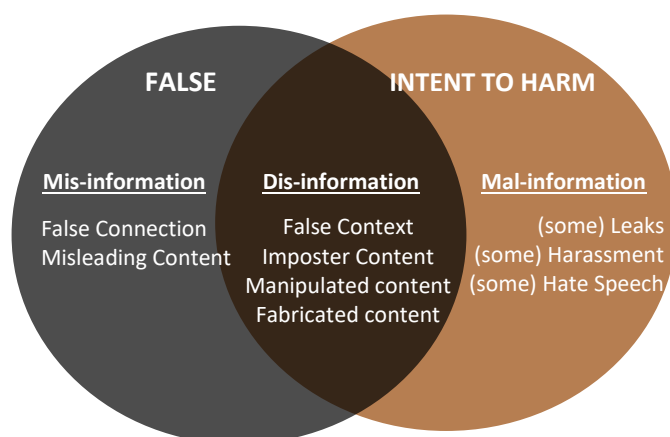 FALSE
INTENT TO HARM
Mis-information
False Connection
Misleading Content
Dis-information
False Context
Imposter Content
Manipulated content
Fabricated content
Mal-information
(some) Leaks
(some) Harassment
(some) Hate Speech